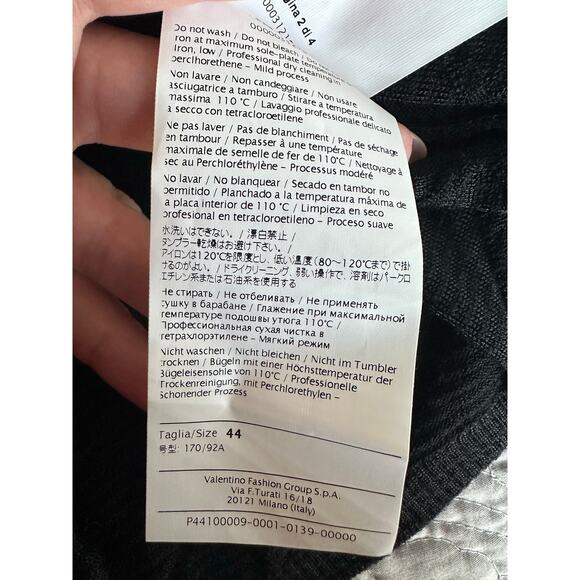 gina 2 di 4
00003121
00000
Do not wash / Do not bleach / Do not
iron at maximum sole-plate temperature
iron, low / Professional dry cleaning in
perclhorethene - Mild process
Non lavare / Non candeggiare / Non usare
asciugatrice a tamburo / Stirare a temperatura
massima 110 °C / Lavaggio professionale delicato
a secco con tetracloroetilene
Ne pas laver / Pas de blanchiment / Pas de séchage
en tambour / Repasser à une température
maximale de semelle de fer de 110°C / Nettoyage à
sec au Perchloréthylène - Processus modéré
No lavar / No blanquear / Secado en tambor no
permitido / Planchado a la temperatura máxima de
la placa interior de 110 °C / Limpieza en seco
profesional en tetracloroetileno - Proceso suave
水洗いはできない。 / 漂白禁止 /
タンブラー乾燥はお避け下さい。 /
アイロンは120℃を限度とし、低い温度(80～120℃まで)で掛
けるのがよい。 / ドライクリーニング、弱い操作で、溶剤はパークロ
エチレン系または石油系を使用する
Не стирать / Не отбеливать / Не применять
сушку в барабане / Глажение при максимальной
температуре подошвы утюга 110°C /
Профессиональная сухая чистка в
тетрахлорэтилене - Мягкий режим
Nicht waschen / Nicht bleichen / Nicht im Tumbler
trocknen / Bügeln mit einer Höchsttemperatur der
Bügeleisensohle von 110°C / Professionelle
Trockenreinigung, mit Perchlorethylen -
Schonender Prozess
Taglia/Size 44
号型: 170/92A
Valentino Fashion Group S.p.A.
Via F.Turati 16/18
20121 Milano (Italy)
P44100009-0001-0139-00000